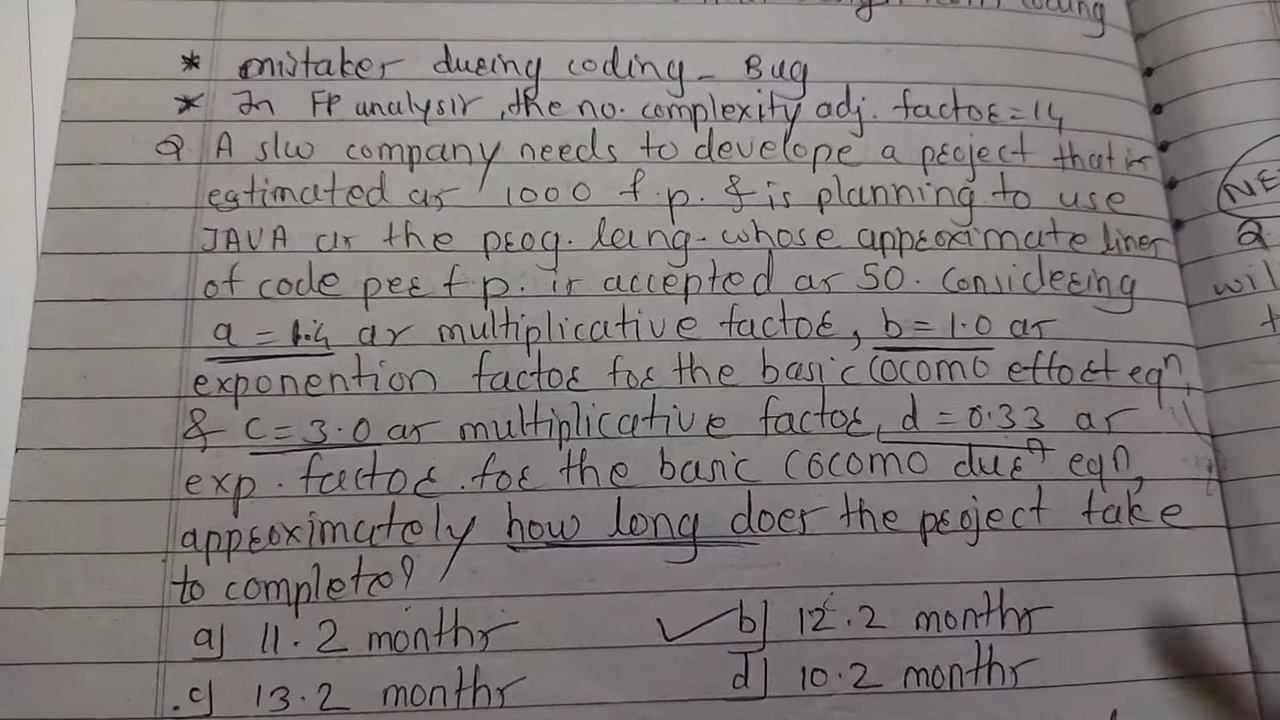 coding
* mistakes during coding - Bug
* In FP analysis, the no. complexity adj. factor = 14
Q A s/w company needs to develope a project that is
estimated as 1000 f.p. & is planning to use
JAVA as the prog. lang. whose approximate lines
of code per f.p. is accepted as 50. Considering
a = 1.4 as multiplicative factor, b = 1.0 as
exponention factor for the basic COCOMO effort eqn,
& c = 3.0 as multiplicative factor, d = 0.33 as
exp. factor for the basic COCOMO durn eqn,
approximately how long does the project take
to complete?
a) 11.2 months b) 12.2 months
c) 13.2 months d) 10.2 months
NE
Q
wil
t